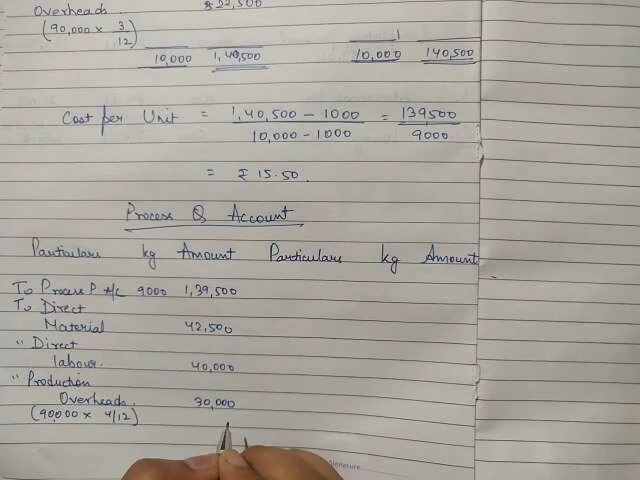 Overheads 22,500
(90,000 × 3/12)
10,000 1,40,500 10,000 140,500
Cost per Unit = 1,40,500 - 1000 / 10,000 - 1000 = 139500 / 9000
= ₹ 15.50.
Process Q Account
Particulars kg Amount Particulars kg Amount
To Process P A/C 9000 1,39,500
To Direct
Material 42,500
" Direct
labour. 40,000
" Production
Overheads. 30,000
(90,000 × 4/12)